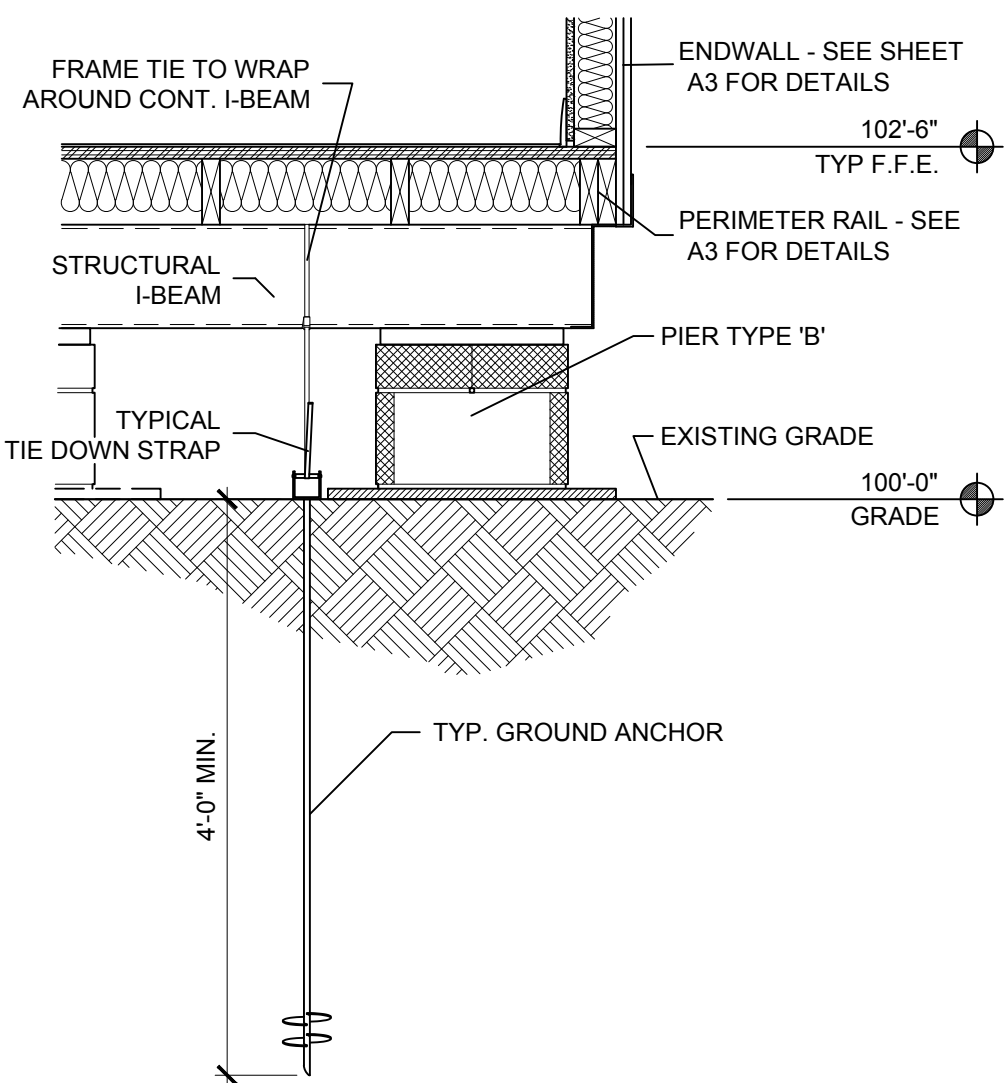 FRAME TIE TO WRAP
AROUND CONT. I-BEAM
ENDWALL - SEE SHEET
A3 FOR DETAILS
102'-6"
TYP F.F.E.
PERIMETER RAIL - SEE
A3 FOR DETAILS
STRUCTURAL
I-BEAM
PIER TYPE 'B'
TYPICAL
TIE DOWN STRAP
EXISTING GRADE
100'-0"
GRADE
TYP. GROUND ANCHOR
4'-0" MIN.